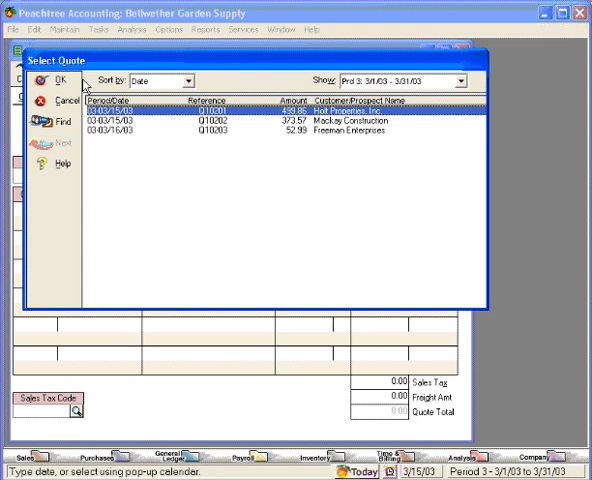 Peachtree Accounting: Bellwether Garden Supply
File Edit Maintain Tasks Analysis Options Reports Services Window Help
Select Quote
OK
Sort by: Date
Show: Prd 3: 3/1/03 - 3/31/03
Cancel
Find
Next
Help
Period/Date Reference Amount Customer/Prospect Name
03-03/15/03 Q10201 499.86 Holt Properties, Inc.
03-03/15/03 Q10202 373.57 Mackay Construction
03-03/16/03 Q10203 52.99 Freeman Enterprises
0.00 Sales Tax
Sales Tax Code
0.00 Freight Amt
0.00 Quote Total
Sales Purchases General Ledger Payroll Inventory Time & Billing Analysis Company
Type date, or select using pop-up calendar.
Today 3/15/03 Period 3 - 3/1/03 to 3/31/03